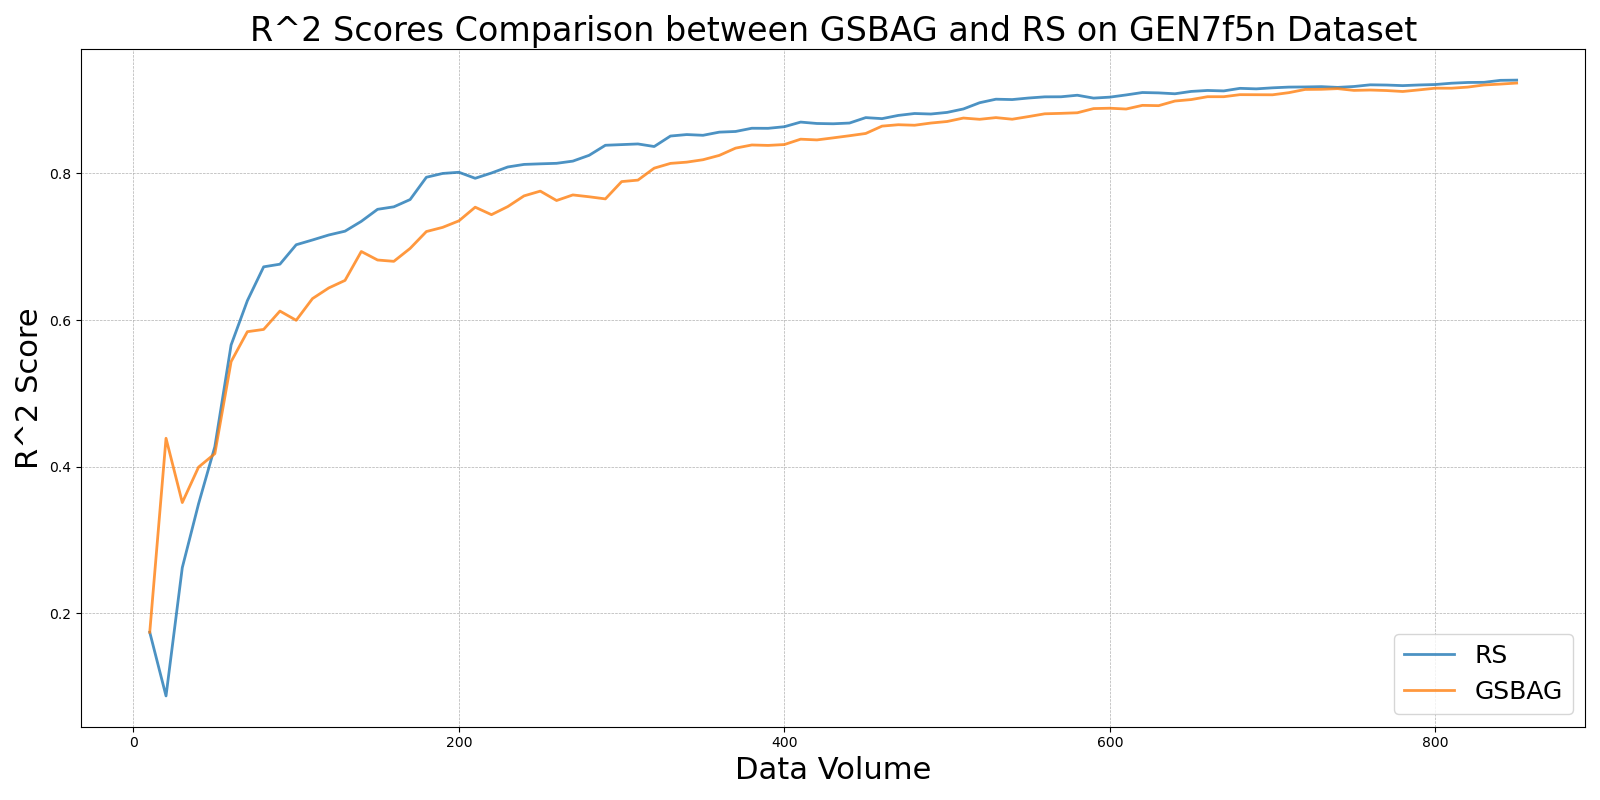 R^2 Scores Comparison between GSBAG and RS on GEN7f5n Dataset
R^2 Score
0.8
0.6
0.4
0.2
0
200
400
600
800
Data Volume
RS
GSBAG